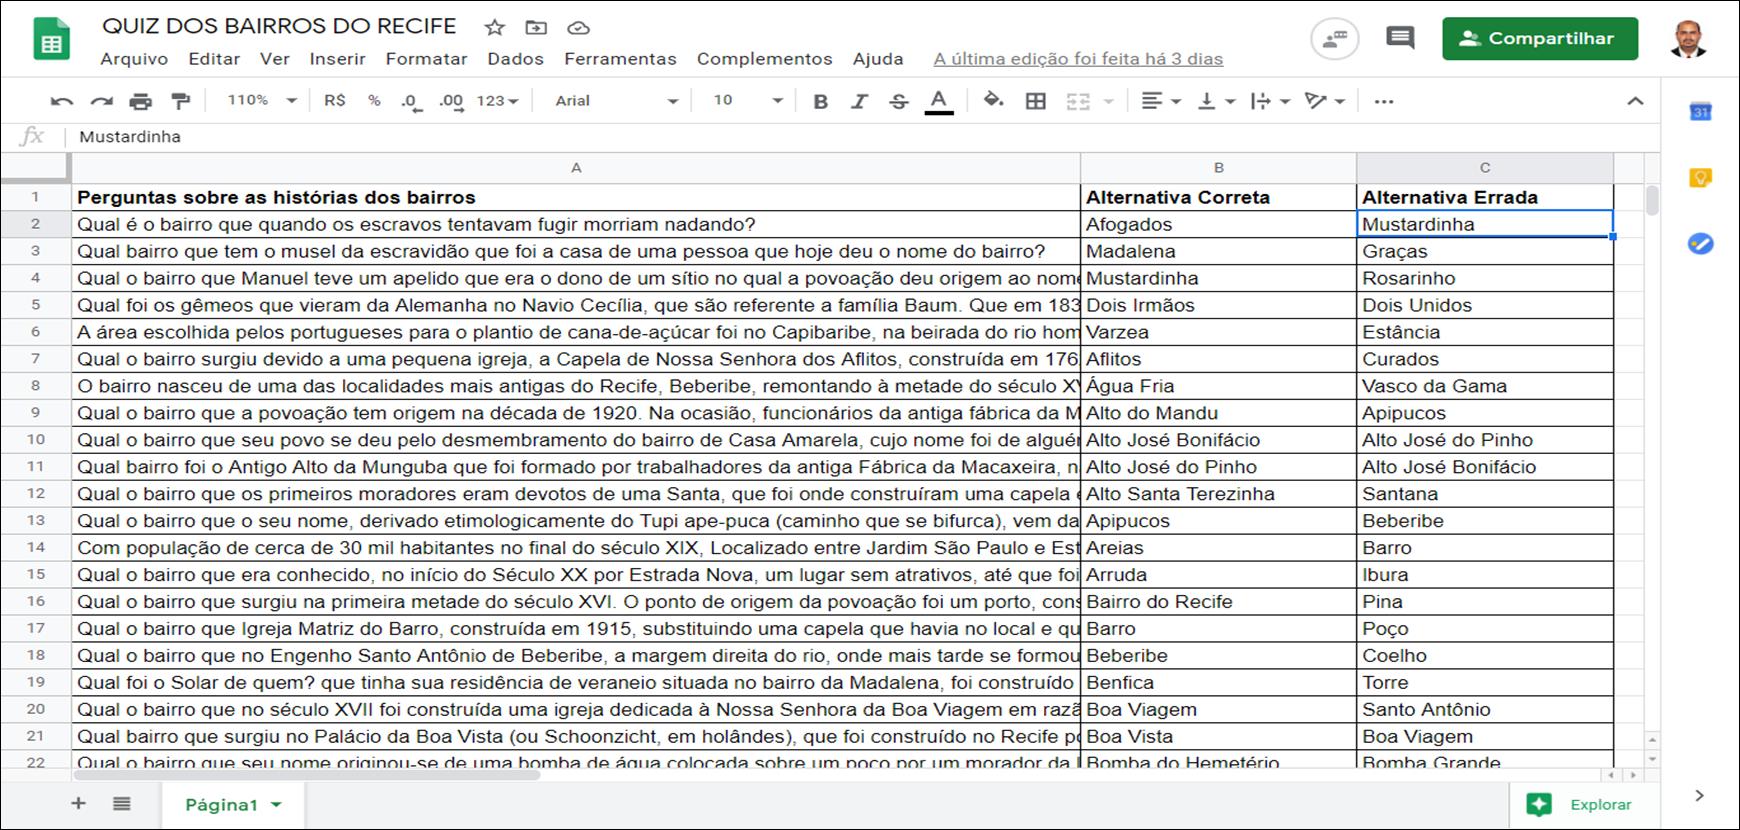 QUIZ DOS BAIRROS DO RECIFE
Arquivo Editar Ver Inserir Formatar Dados Ferramentas Complementos Ajuda A última edição foi feita há 3 dias
Compartilhar
110% R$ % .0 .00 123 Arial 10 B I S A
31
fx Mustardinha
A B C
1 Perguntas sobre as histórias dos bairros Alternativa Correta Alternativa Errada
2 Qual é o bairro que quando os escravos tentavam fugir morriam nadando? Afogados Mustardinha
3 Qual bairro que tem o musel da escravidão que foi a casa de uma pessoa que hoje deu o nome do bairro? Madalena Graças
4 Qual o bairro que Manuel teve um apelido que era o dono de um sítio no qual a povoação deu origem ao nome Mustardinha Rosarinho
5 Qual foi os gêmeos que vieram da Alemanha no Navio Cecília, que são referente a família Baum. Que em 183 Dois Irmãos Dois Unidos
6 A área escolhida pelos portugueses para o plantio de cana-de-açúcar foi no Capibaribe, na beirada do rio hom Varzea Estância
7 Qual o bairro surgiu devido a uma pequena igreja, a Capela de Nossa Senhora dos Aflitos, construída em 176 Aflitos Curados
8 O bairro nasceu de uma das localidades mais antigas do Recife, Beberibe, remontando à metade do século XV Água Fria Vasco da Gama
9 Qual o bairro que a povoação tem origem na década de 1920. Na ocasião, funcionários da antiga fábrica da M Alto do Mandu Apipucos
10 Qual o bairro que seu povo se deu pelo desmembramento do bairro de Casa Amarela, cujo nome foi de alguém Alto José Bonifácio Alto José do Pinho
11 Qual bairro foi o Antigo Alto da Munguba que foi formado por trabalhadores da antiga Fábrica da Macaxeira, na Alto José do Pinho Alto José Bonifácio
12 Qual o bairro que os primeiros moradores eram devotos de uma Santa, que foi onde construíram uma capela e Alto Santa Terezinha Santana
13 Qual o bairro que o seu nome, derivado etimologicamente do Tupi ape-puca (caminho que se bifurca), vem da Apipucos Beberibe
14 Com população de cerca de 30 mil habitantes no final do século XIX, Localizado entre Jardim São Paulo e Est Areias Barro
15 Qual o bairro que era conhecido, no início do Século XX por Estrada Nova, um lugar sem atrativos, até que foi Arruda Ibura
16 Qual o bairro que surgiu na primeira metade do século XVI. O ponto de origem da povoação foi um porto, cons Bairro do Recife Pina
17 Qual o bairro que Igreja Matriz do Barro, construída em 1915, substituindo uma capela que havia no local e qu Barro Poço
18 Qual o bairro que no Engenho Santo Antônio de Beberibe, a margem direita do rio, onde mais tarde se formou Beberibe Coelho
19 Qual foi o Solar de quem? que tinha sua residência de veraneio situada no bairro da Madalena, foi construído Benfica Torre
20 Qual o bairro que no século XVII foi construída uma igreja dedicada à Nossa Senhora da Boa Viagem em razã Boa Viagem Santo Antônio
21 Qual bairro que surgiu no Palácio da Boa Vista (ou Schoonzicht, em holândes), que foi construído no Recife po Boa Vista Boa Viagem
22 Qual o bairro que seu nome originou-se de uma bomba de água colocada sobre um poço por um morador da Bomba do Hemetério Bomba Grande
Página1 Explorar